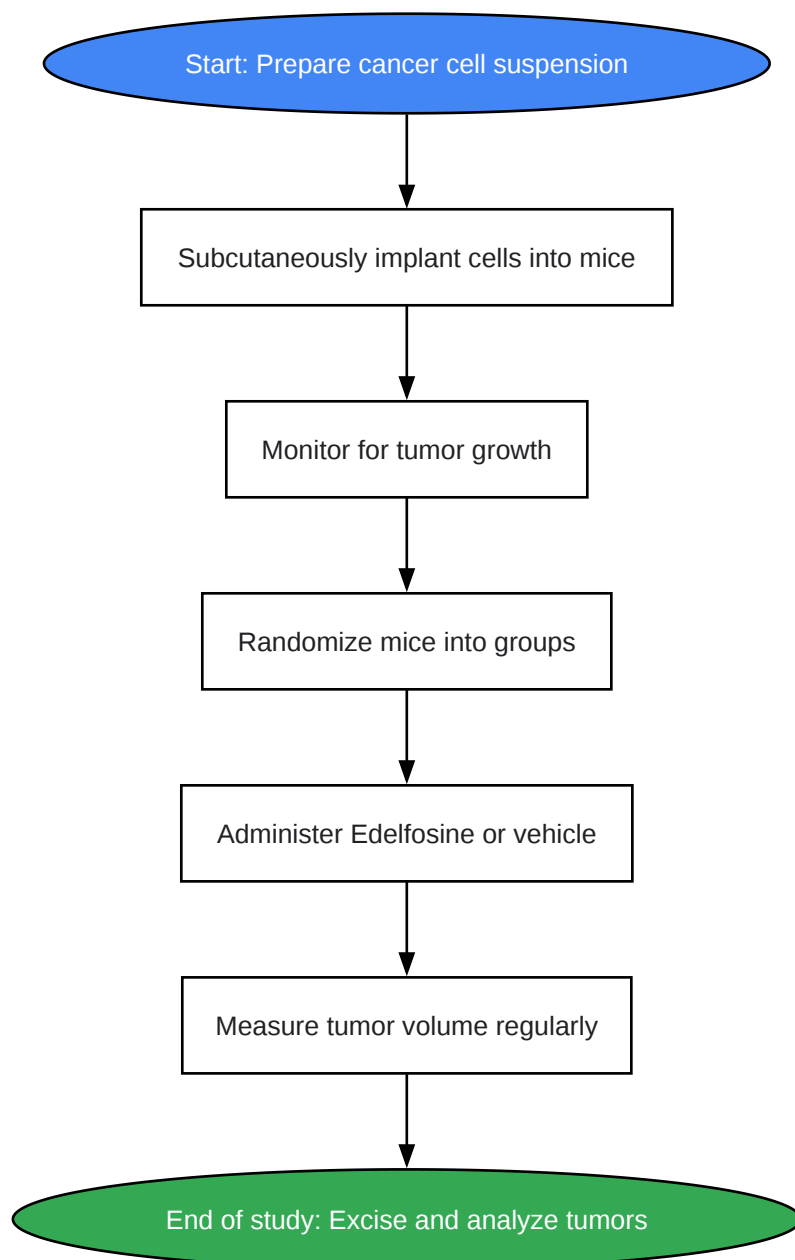 Start: Prepare cancer cell suspension
Subcutaneously implant cells into mice
Monitor for tumor growth
Randomize mice into groups
Administer Edelfosine or vehicle
Measure tumor volume regularly
End of study: Excise and analyze tumors